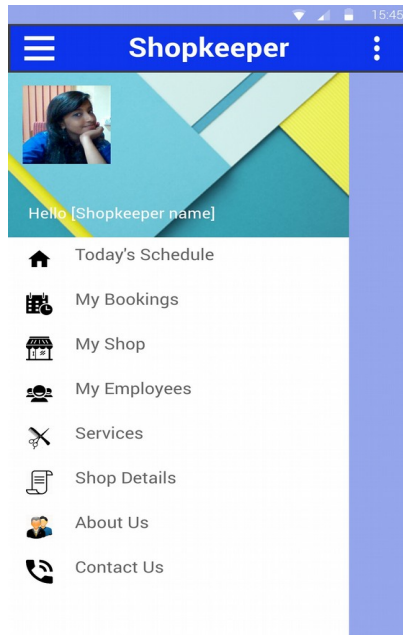 15:45
Shopkeeper
Hello [Shopkeeper name]
Today's Schedule
My Bookings
My Shop
My Employees
Services
Shop Details
About Us
Contact Us